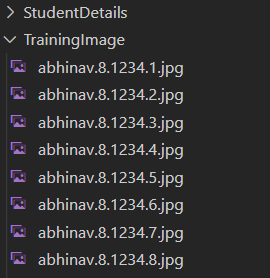 StudentDetails
TrainingImage
abhinav.8.1234.1.jpg
abhinav.8.1234.2.jpg
abhinav.8.1234.3.jpg
abhinav.8.1234.4.jpg
abhinav.8.1234.5.jpg
abhinav.8.1234.6.jpg
abhinav.8.1234.7.jpg
abhinav.8.1234.8.jpg